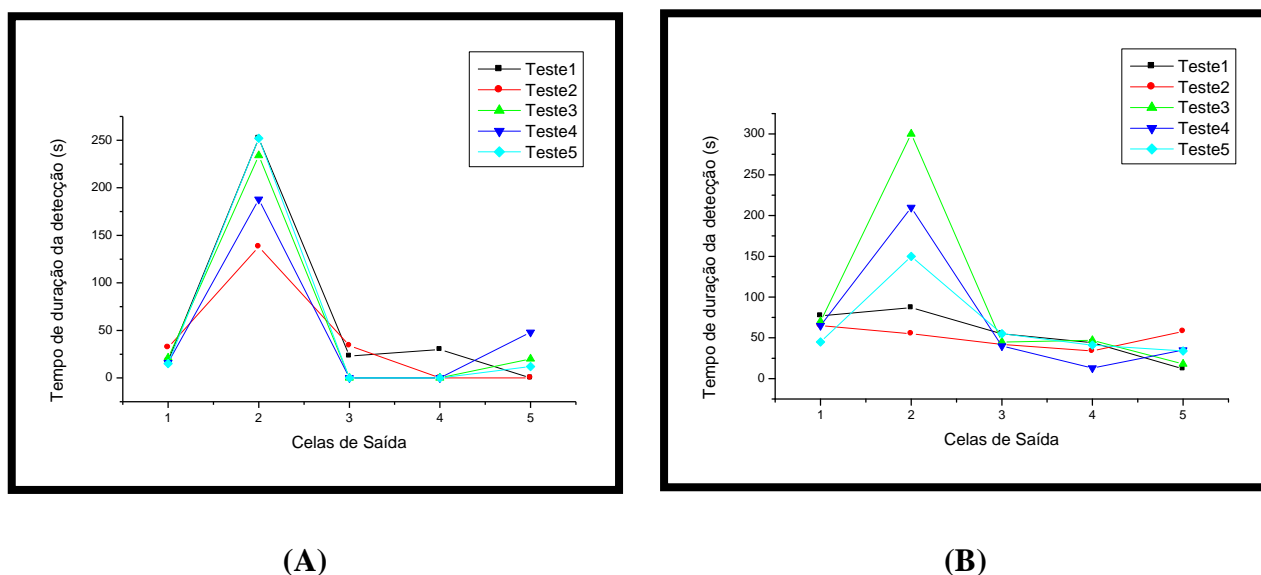 Teste1
Teste2
Teste3
Teste4
Teste5
250
200
150
100
50
0
Tempo de duração da detecção (s)
1 2 3 4 5
Celas de Saída
(A)
Teste1
Teste2
Teste3
Teste4
Teste5
300
250
200
150
100
50
0
Tempo de duração da detecção (s)
1 2 3 4 5
Celas de Saída
(B)